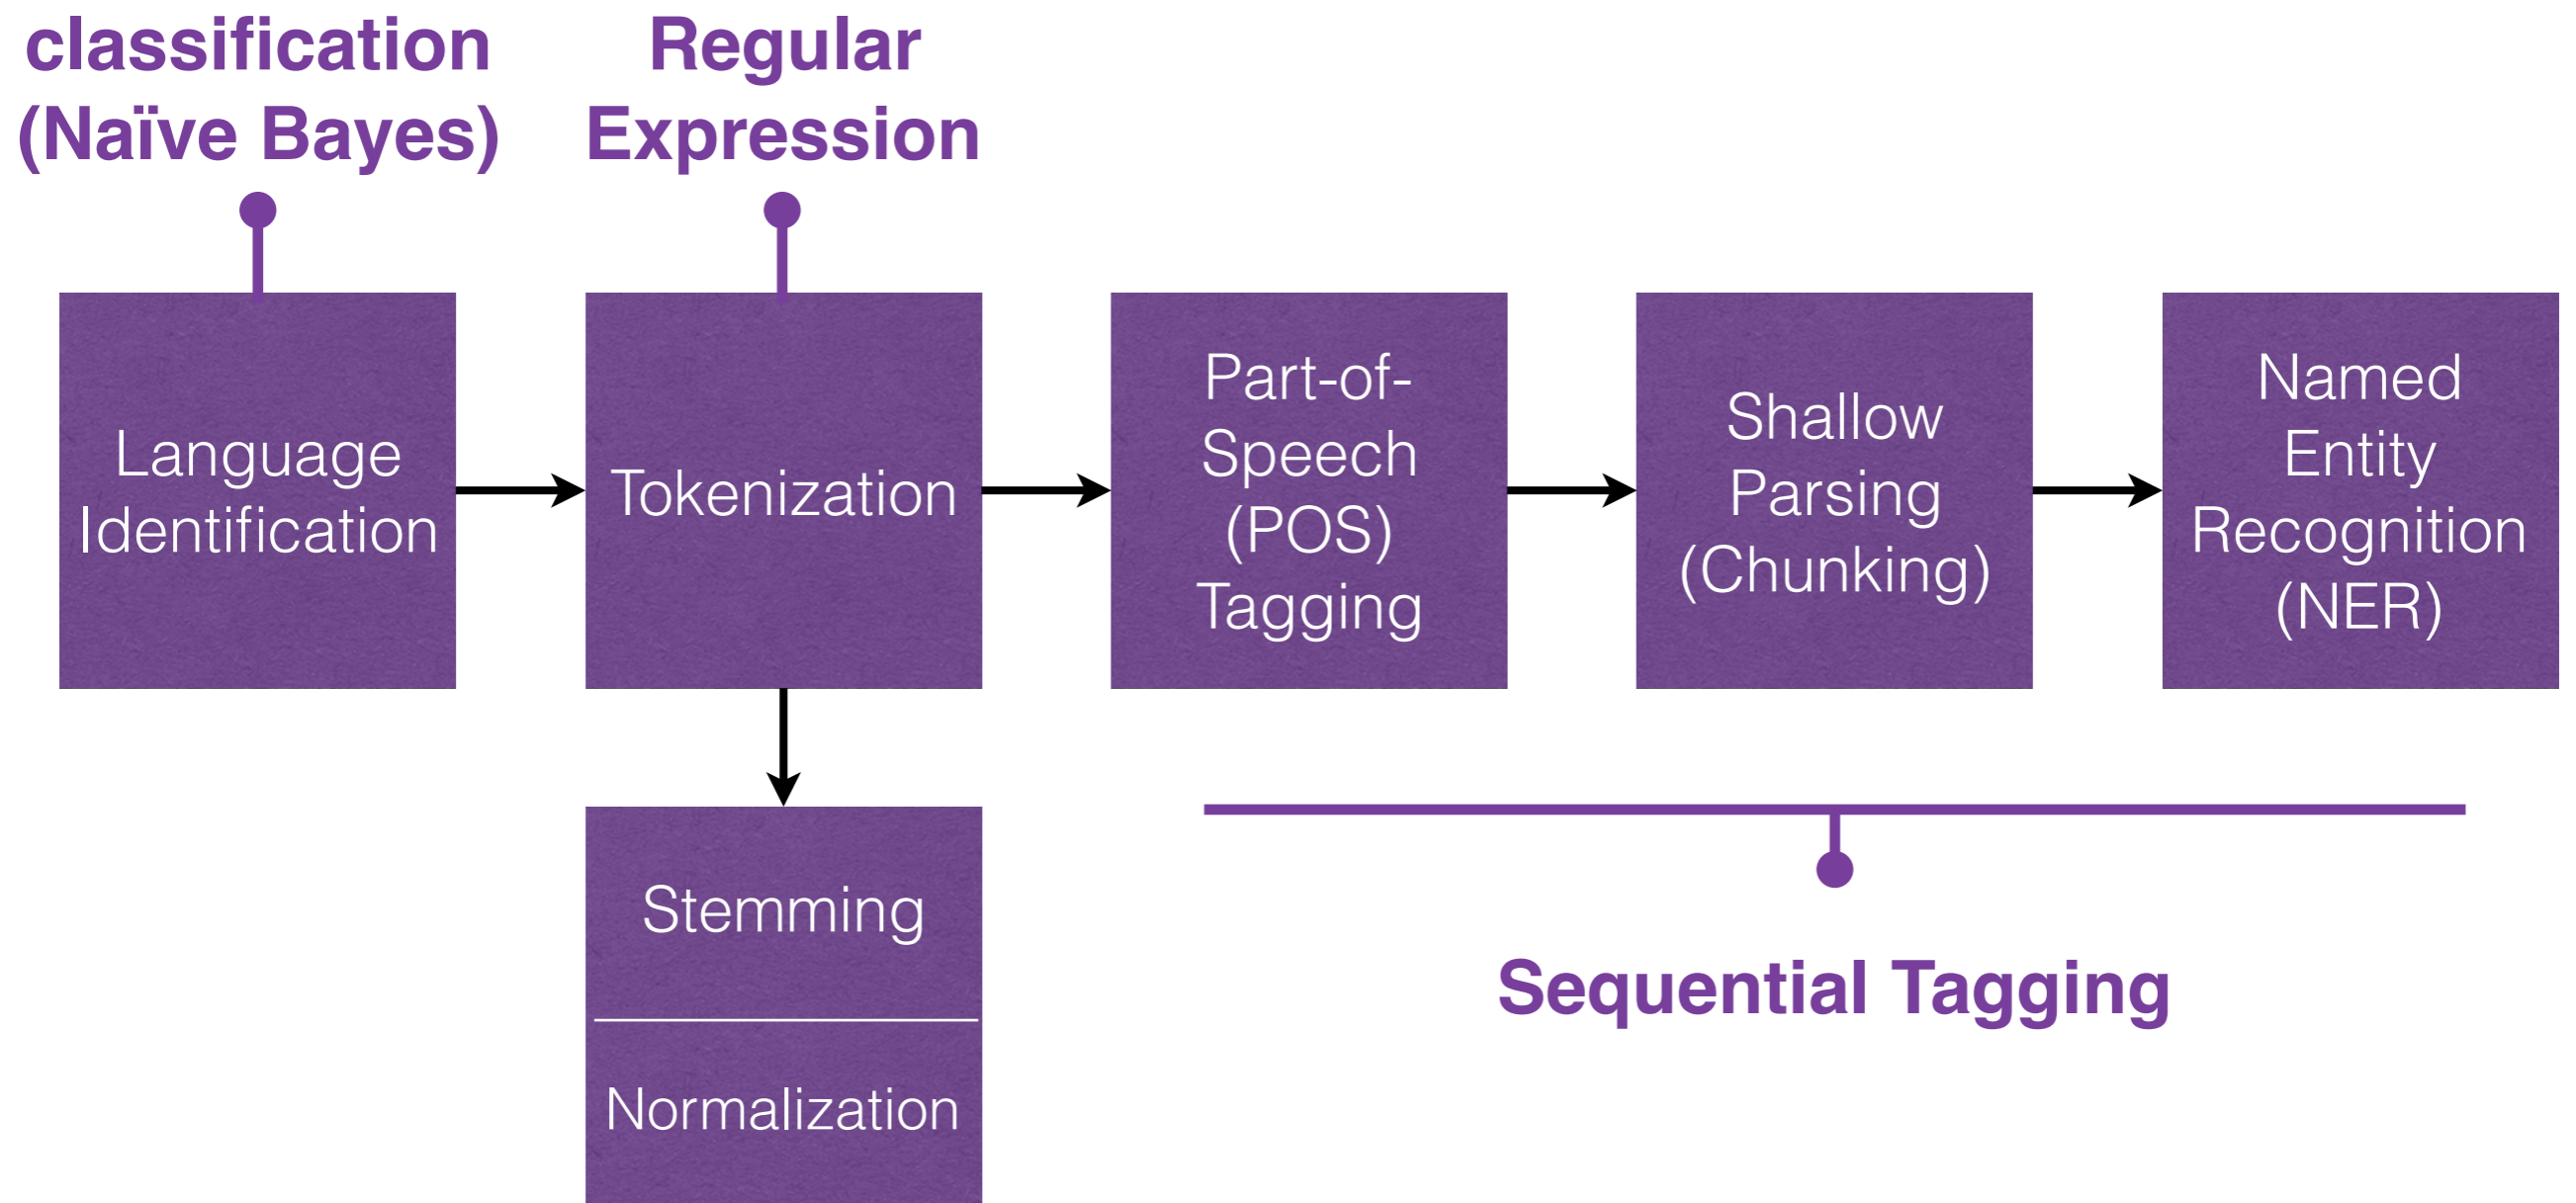 classification
(Naïve Bayes)
Regular
Expression
Language
Identification
Tokenization
Part-of-
Speech
(POS)
Tagging
Shallow
Parsing
(Chunking)
Named
Entity
Recognition
(NER)
Stemming
Normalization
Sequential Tagging